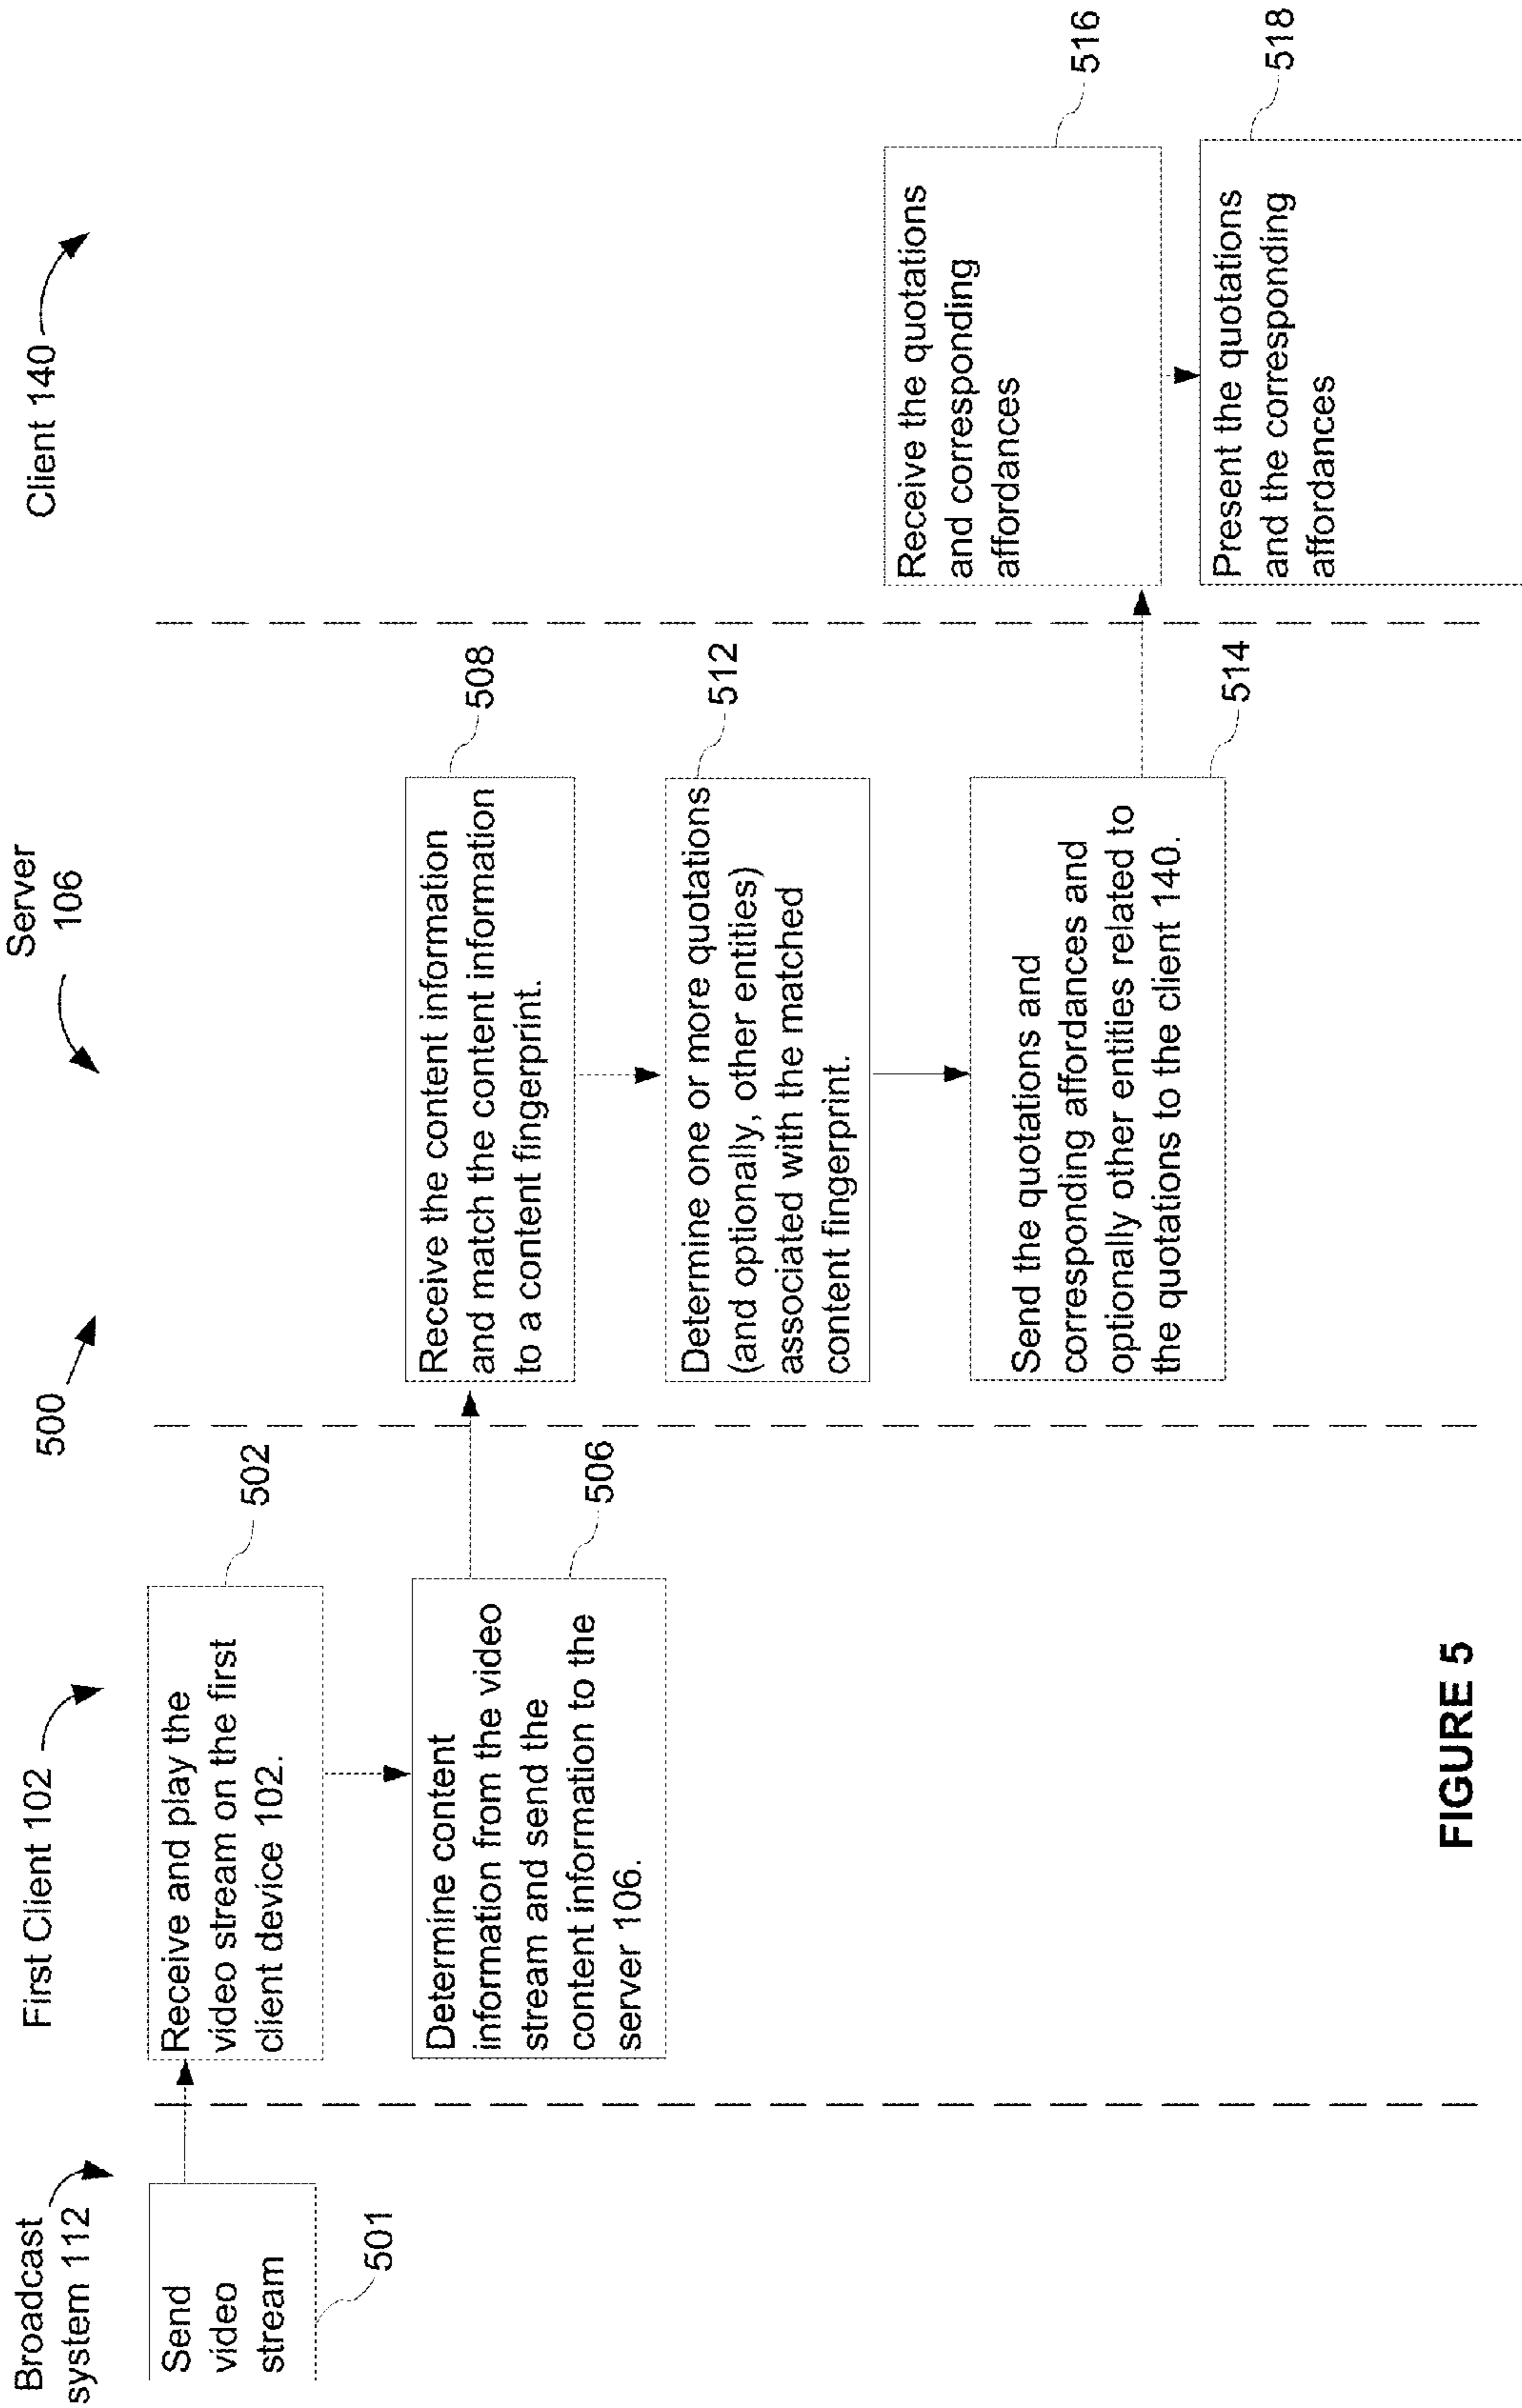 Broadcast
system 112
First Client 102
500
Server
106
Client 140
Send
video
stream
501
Receive and play the
video stream on the first
client device 102.
502
Determine content
information from the video
stream and send the
content information to the
server 106.
506
Receive the content information
and match the content information
to a content fingerprint.
508
Determine one or more quotations
(and optionally, other entities)
associated with the matched
content fingerprint.
512
Send the quotations and
corresponding affordances and
optionally other entities related to
the quotations to the client 140.
514
Receive the quotations
and corresponding
affordances
516
Present the quotations
and the corresponding
affordances
518
FIGURE 5